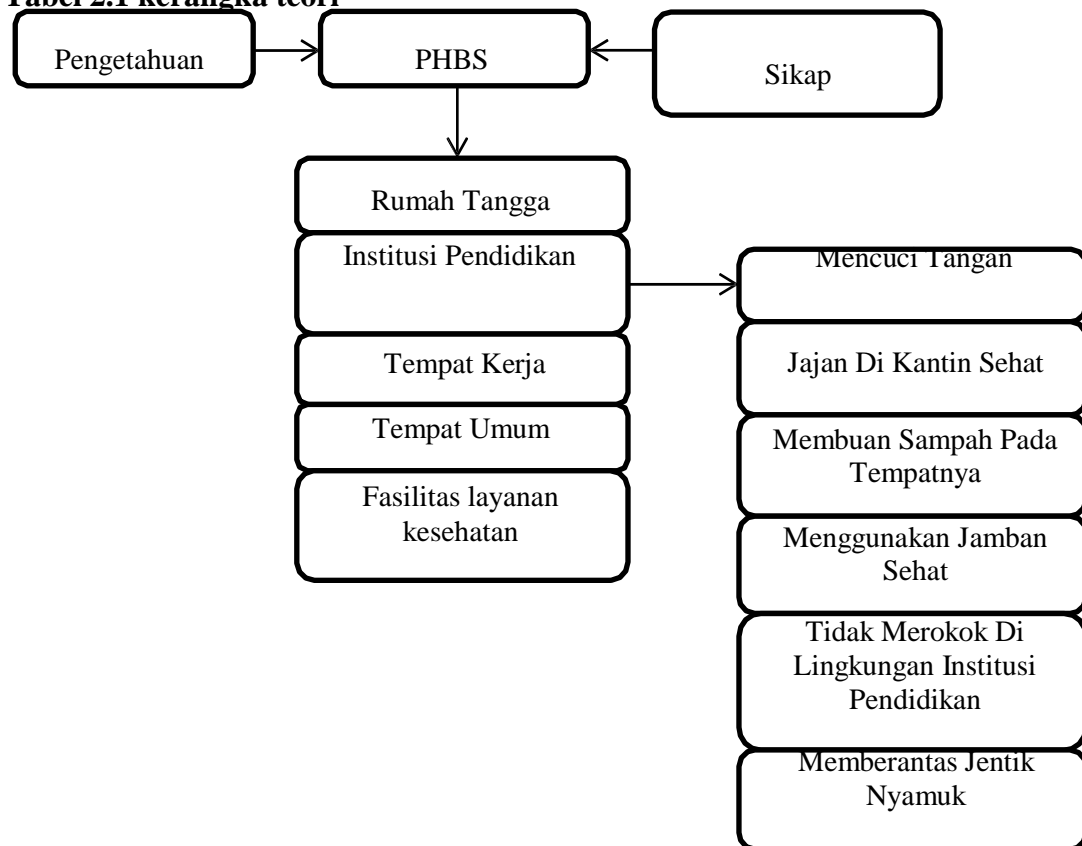 Tabel 2.1 kerangka teori
Pengetahuan
PHBS
Sikap
Rumah Tangga
Institusi Pendidikan
Tempat Kerja
Tempat Umum
Fasilitas layanan
kesehatan
Mencuci Tangan
Jajan Di Kantin Sehat
Membuan Sampah Pada
Tempatnya
Menggunakan Jamban
Sehat
Tidak Merokok Di
Lingkungan Institusi
Pendidikan
Memberantas Jentik
Nyamuk